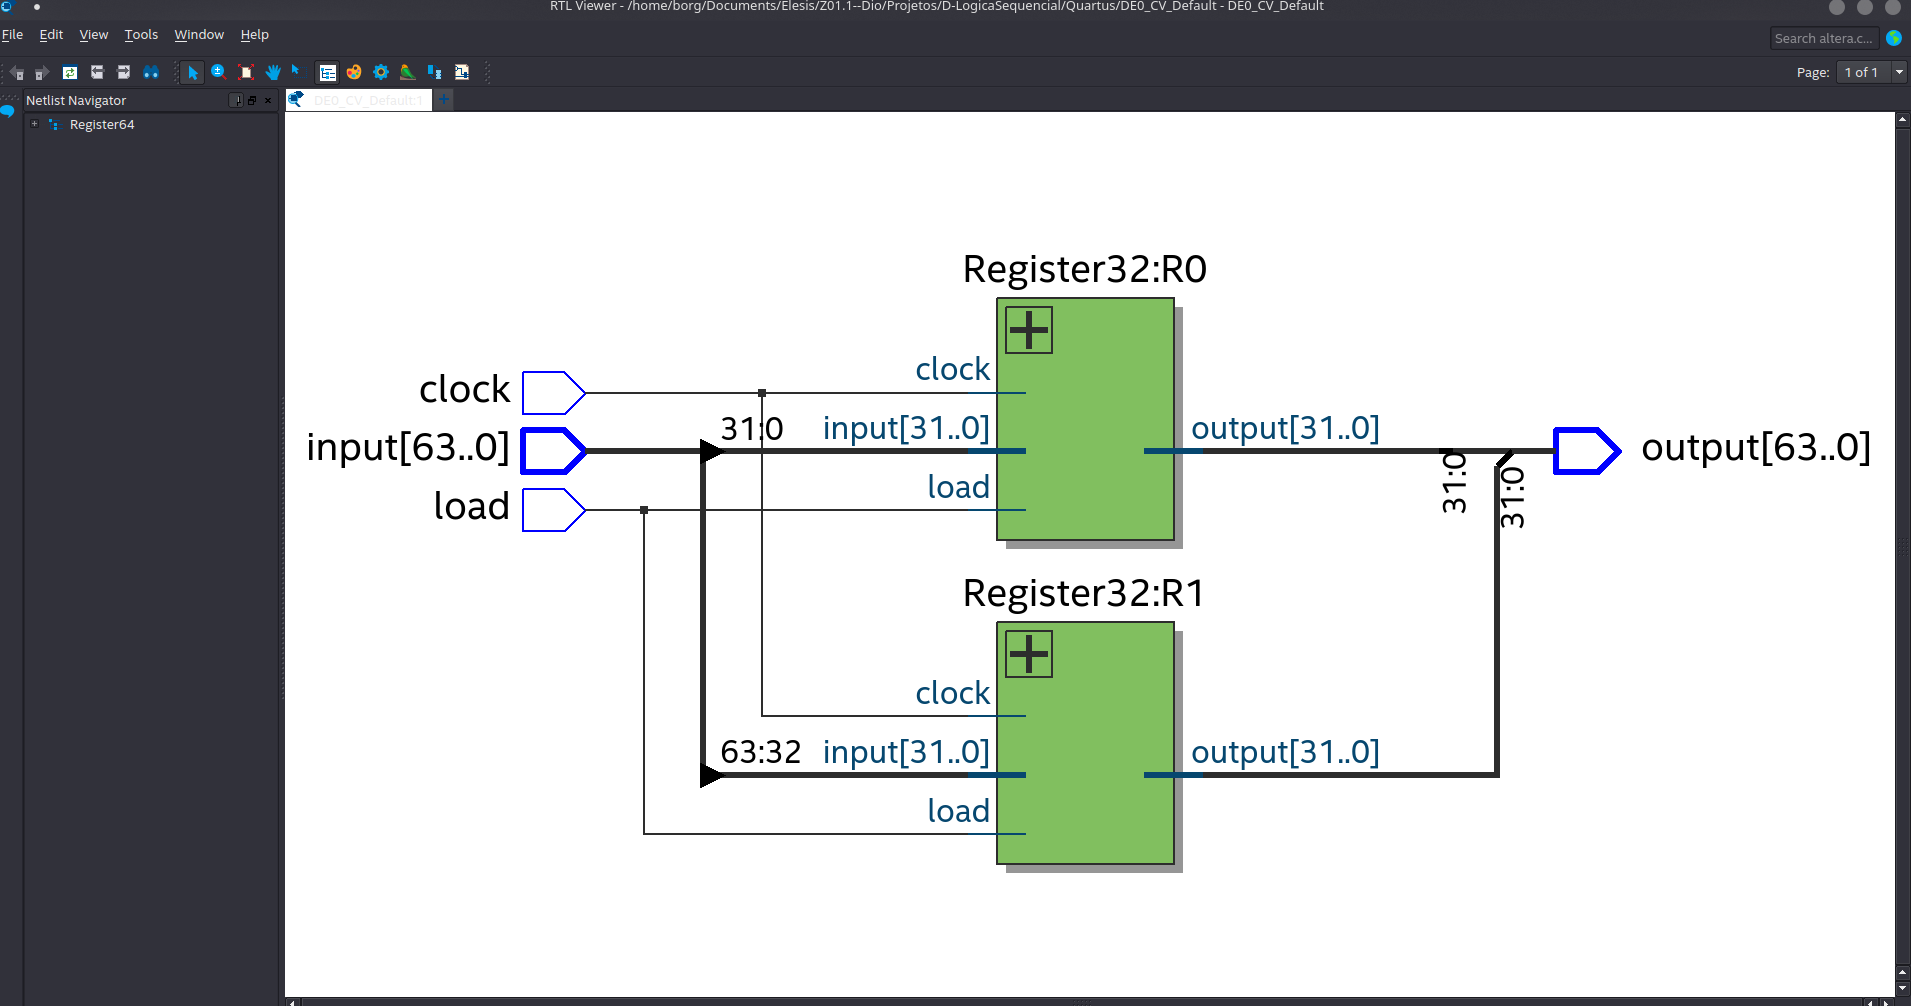 RTL Viewer - /home/borg/Documents/Elesis/Z01.1--Dio/Projetos/D-LogicaSequencial/Quartus/DE0_CV_Default - DE0_CV_Default
File Edit View Tools Window Help
Search altera.c...
Page: 1 of 1
Netlist Navigator
DE0_CV_Default:1
Register64
Register32:R0
clock
clock
31:0
input[31..0]
output[31..0]
input[63..0]
output[63..0]
load
load
31:0
31:0
Register32:R1
clock
63:32
input[31..0]
output[31..0]
load